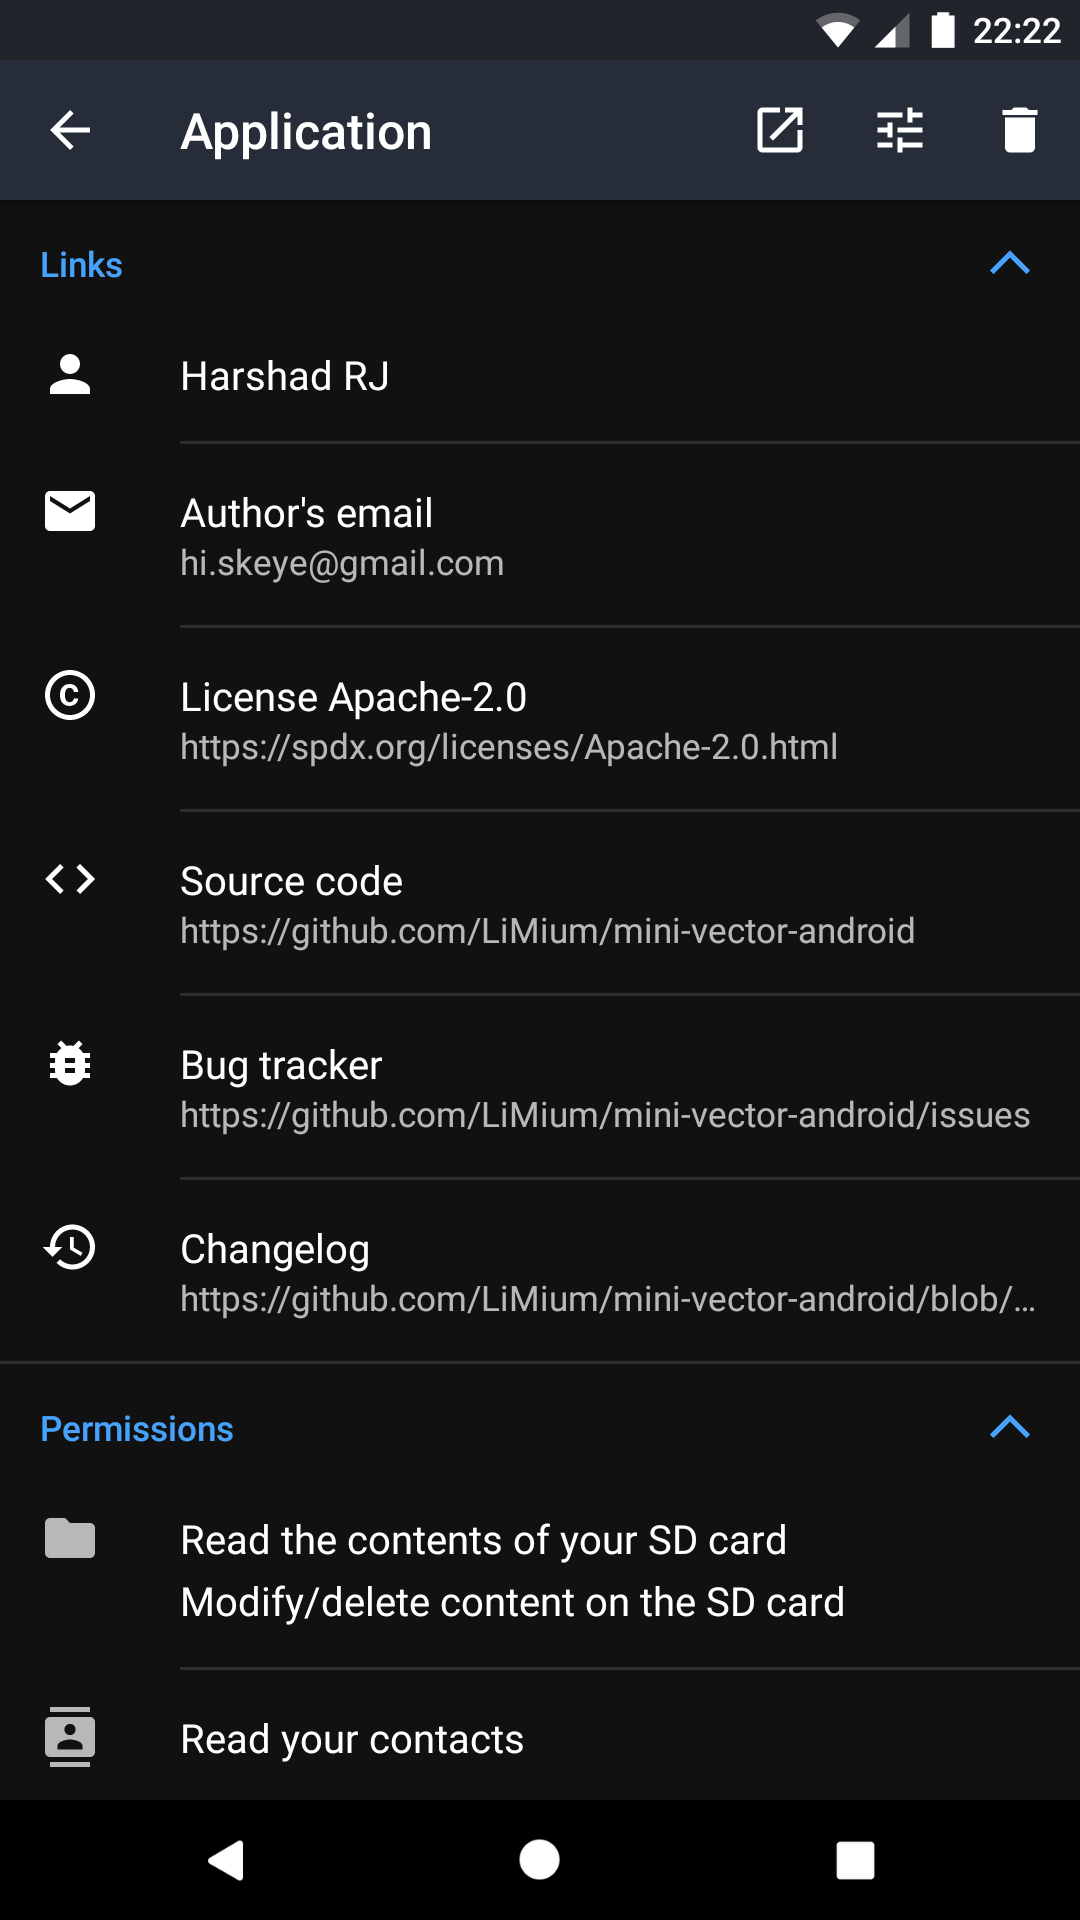 22:22
Application
Links
Harshad RJ
Author's email
hi.skeye@gmail.com
License Apache-2.0
https://spdx.org/licenses/Apache-2.0.html
Source code
https://github.com/LiMium/mini-vector-android
Bug tracker
https://github.com/LiMium/mini-vector-android/issues
Changelog
https://github.com/LiMium/mini-vector-android/blob/...
Permissions
Read the contents of your SD card
Modify/delete content on the SD card
Read your contacts